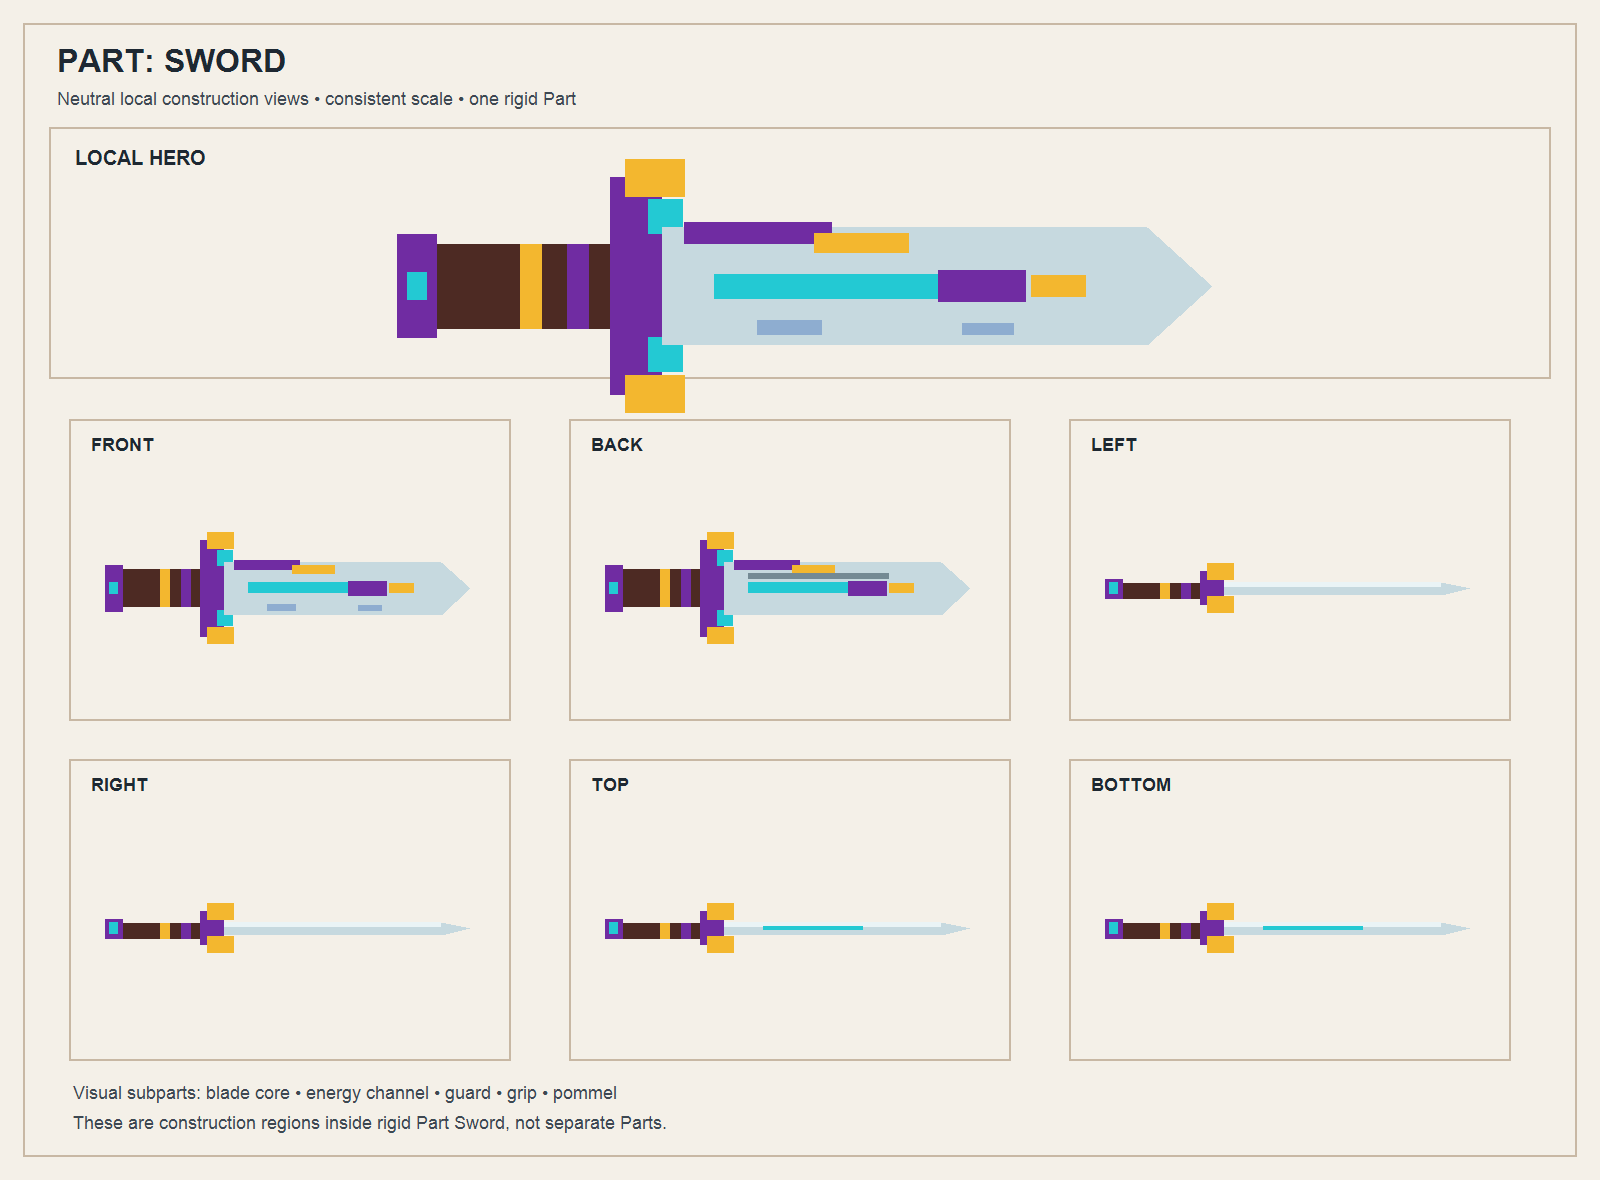 PART: SWORD
Neutral local construction views • consistent scale • one rigid Part
LOCAL HERO
FRONT
BACK
LEFT
RIGHT
TOP
BOTTOM
Visual subparts: blade core • energy channel • guard • grip • pommel
These are construction regions inside rigid Part Sword, not separate Parts.